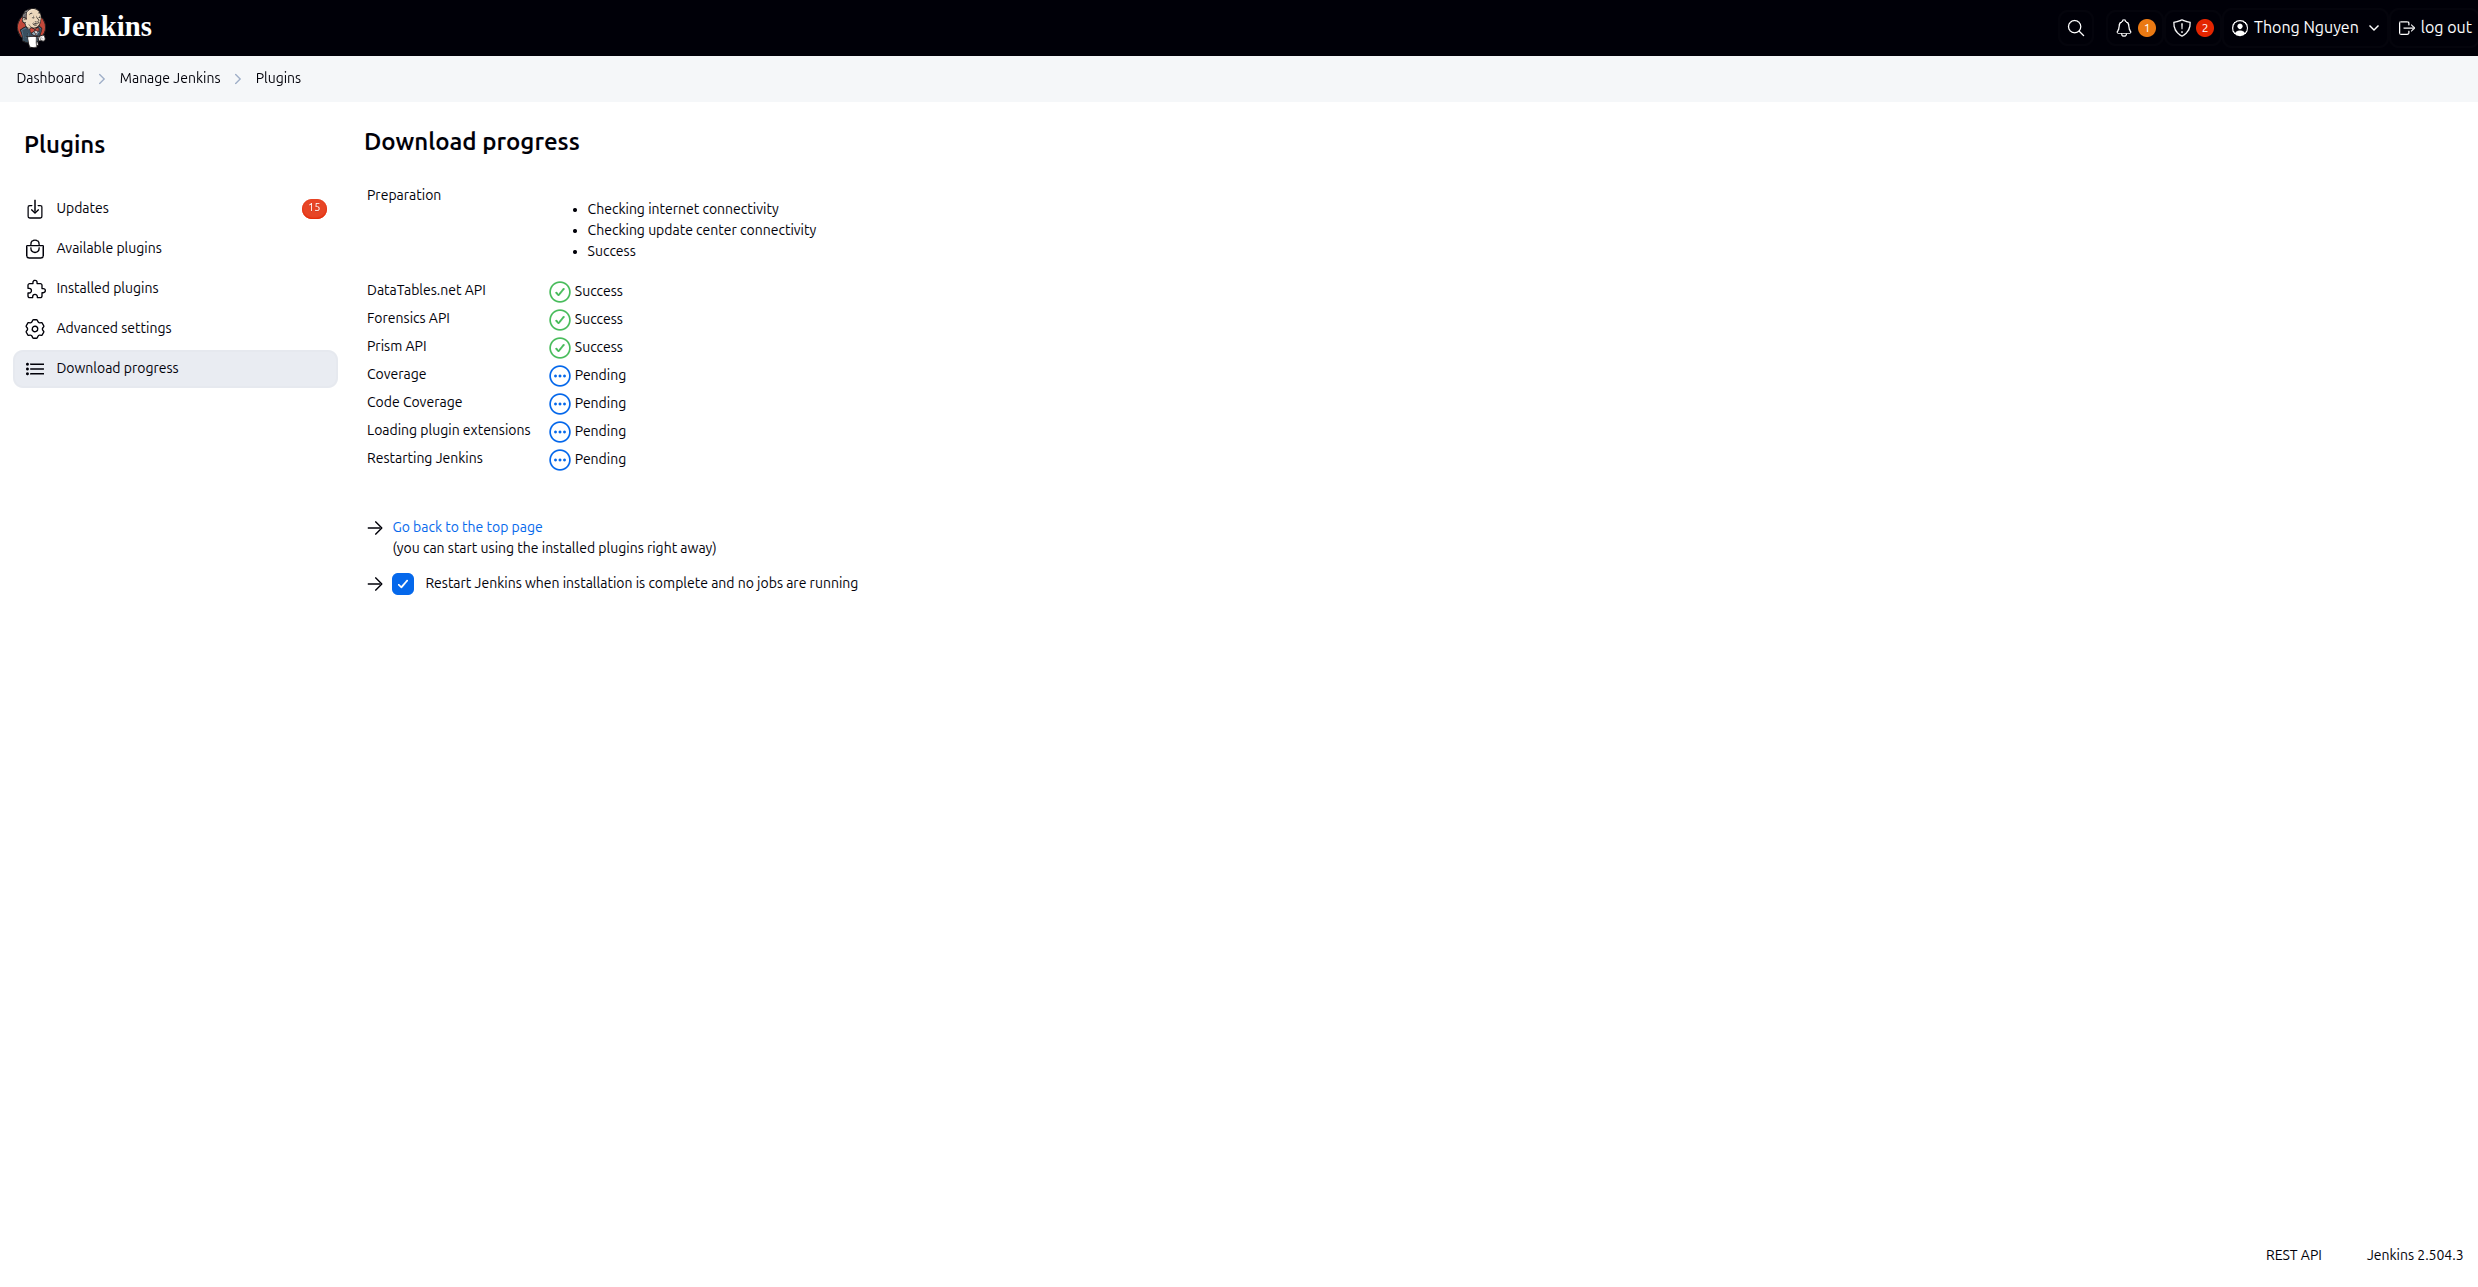 Jenkins
1
2
Thong Nguyen
log out
Dashboard
Manage Jenkins
Plugins
Plugins
Updates
15
Available plugins
Installed plugins
Advanced settings
Download progress
Download progress
Preparation
Checking internet connectivity
Checking update center connectivity
Success
DataTables.net API Success
Forensics API Success
Prism API Success
Coverage Pending
Code Coverage Pending
Loading plugin extensions Pending
Restarting Jenkins Pending
Go back to the top page
(you can start using the installed plugins right away)
Restart Jenkins when installation is complete and no jobs are running
REST API
Jenkins 2.504.3